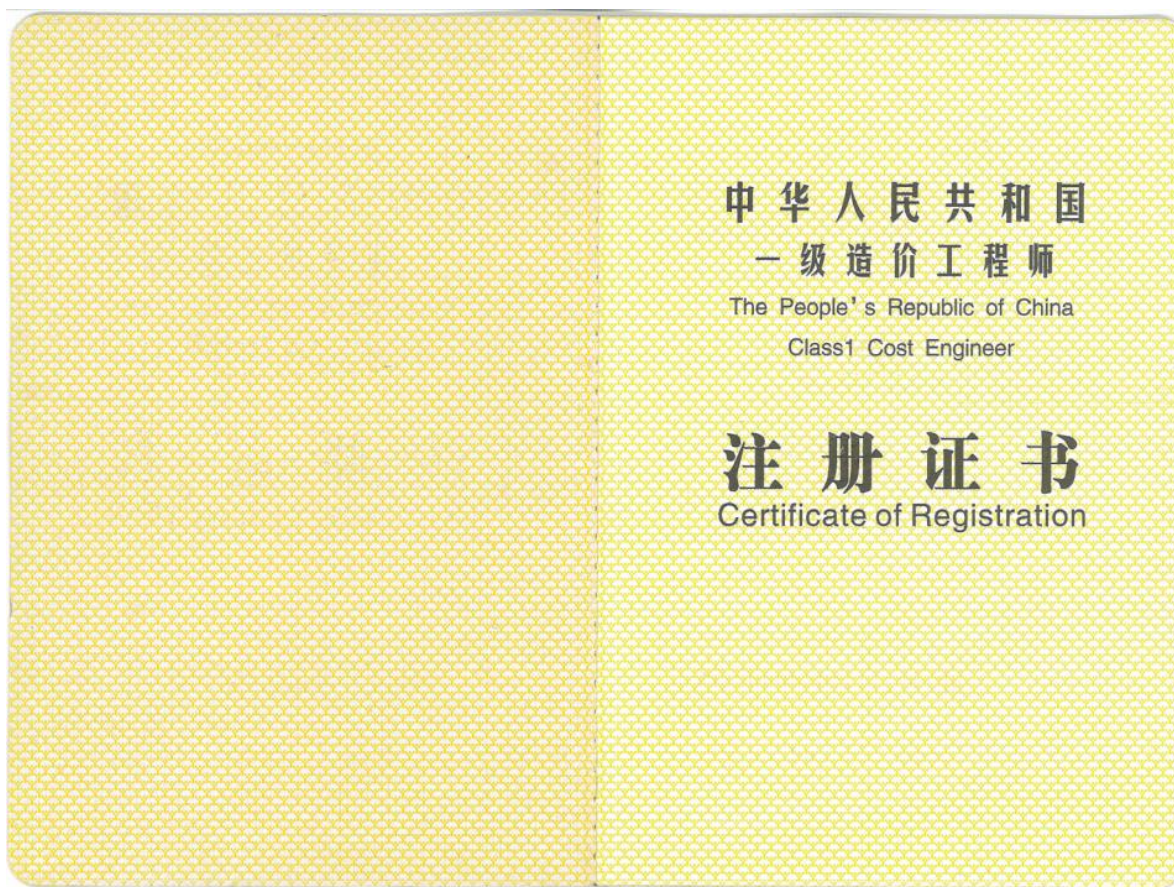 中华人民共和国
一级造价工程师
The People's Republic of China
Class1 Cost Engineer
注册证书
Certificate of Registration